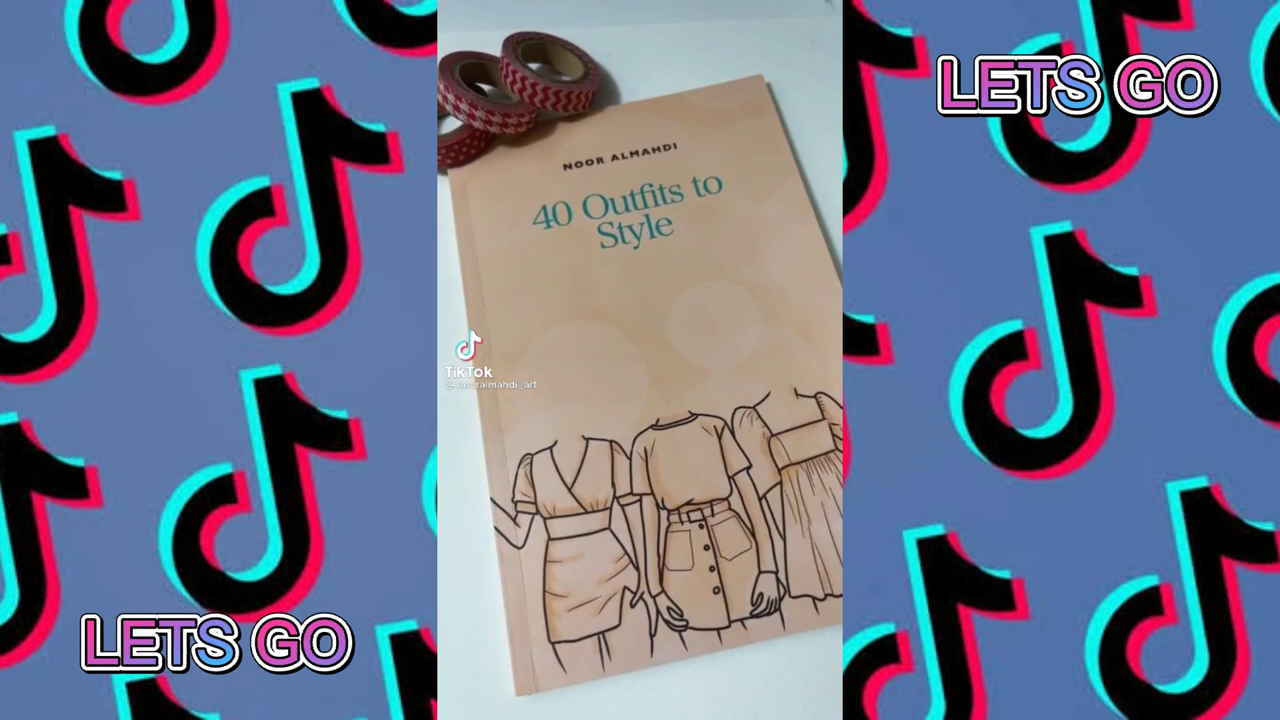 LETS GO
NOOR ALMAHDI
40 Outfits to
Style
TikTok
LETS GO